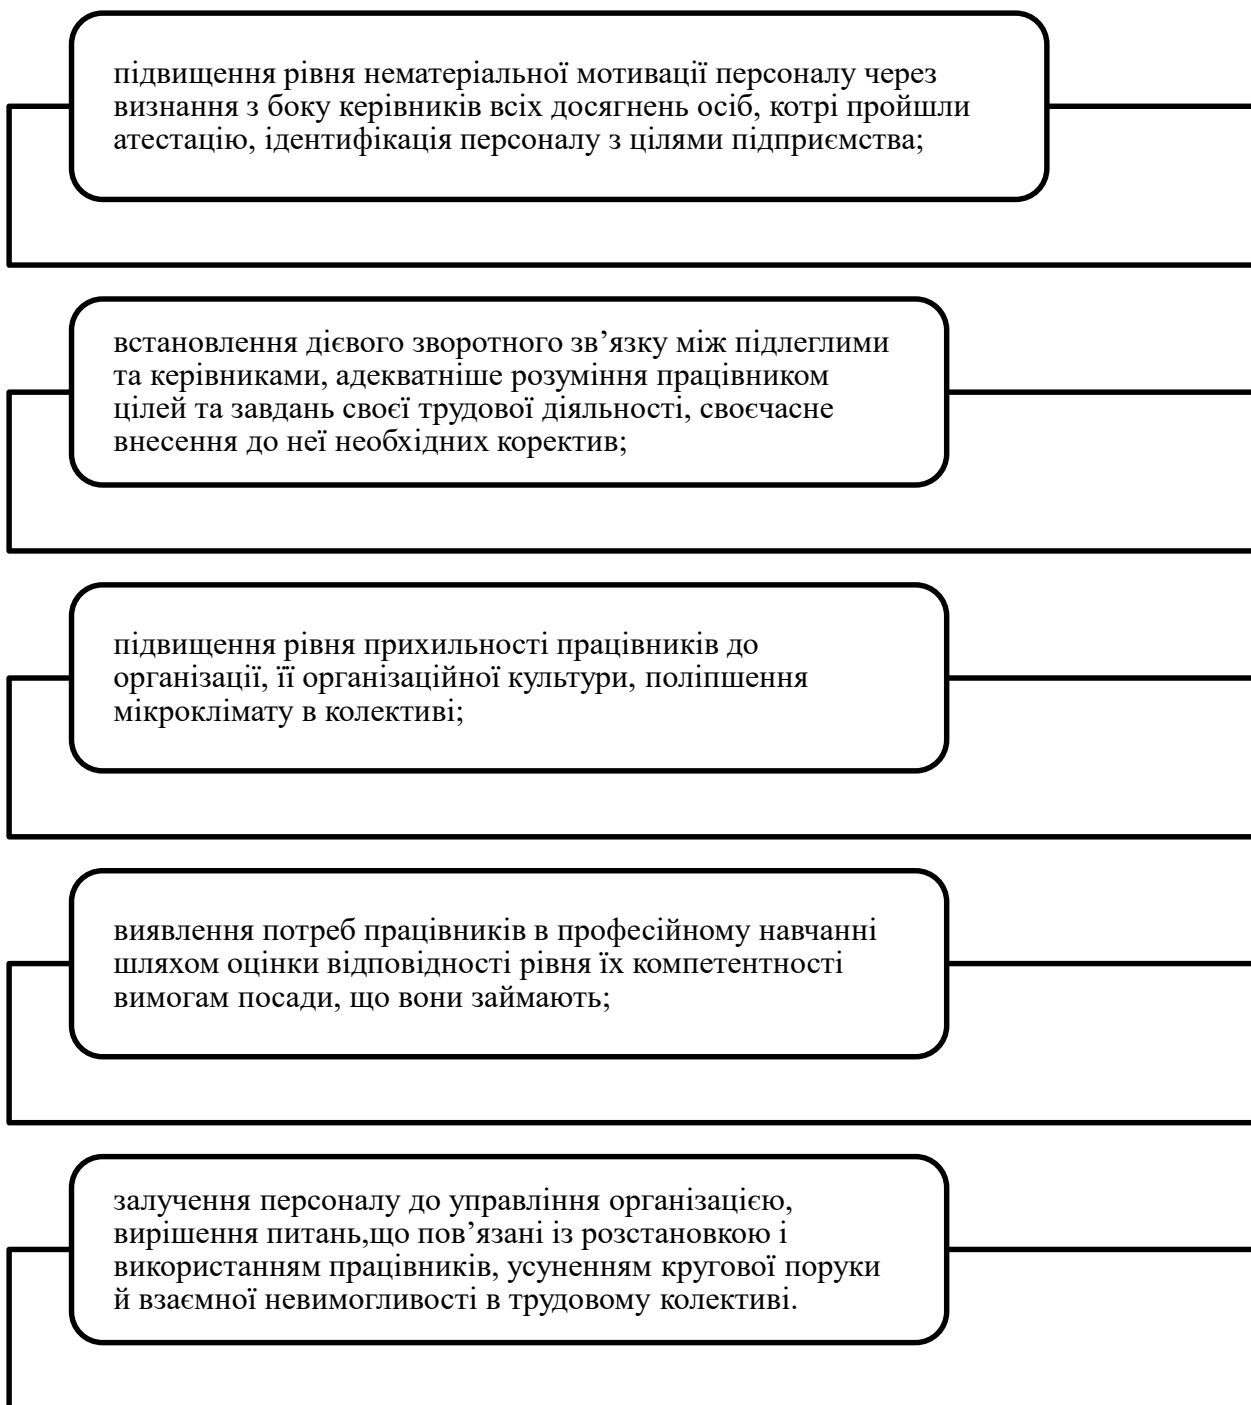 підвищення рівня нематеріальної мотивації персоналу через
визнання з боку керівників всіх досягнень осіб, котрі пройшли
атестацію, ідентифікація персоналу з цілями підприємства;
встановлення дієвого зворотного зв’язку між підлеглими
та керівниками, адекватніше розуміння працівником
цілей та завдань своєї трудової діяльності, своєчасне
внесення до неї необхідних коректив;
підвищення рівня прихильності працівників до
організації, її організаційної культури, поліпшення
мікроклімату в колективі;
виявлення потреб працівників в професійному навчанні
шляхом оцінки відповідності рівня їх компетентності
вимогам посади, що вони займають;
залучення персоналу до управління організацією,
вирішення питань,що пов’язані із розстановкою і
використанням працівників, усуненням кругової поруки
й взаємної невимогливості в трудовому колективі.